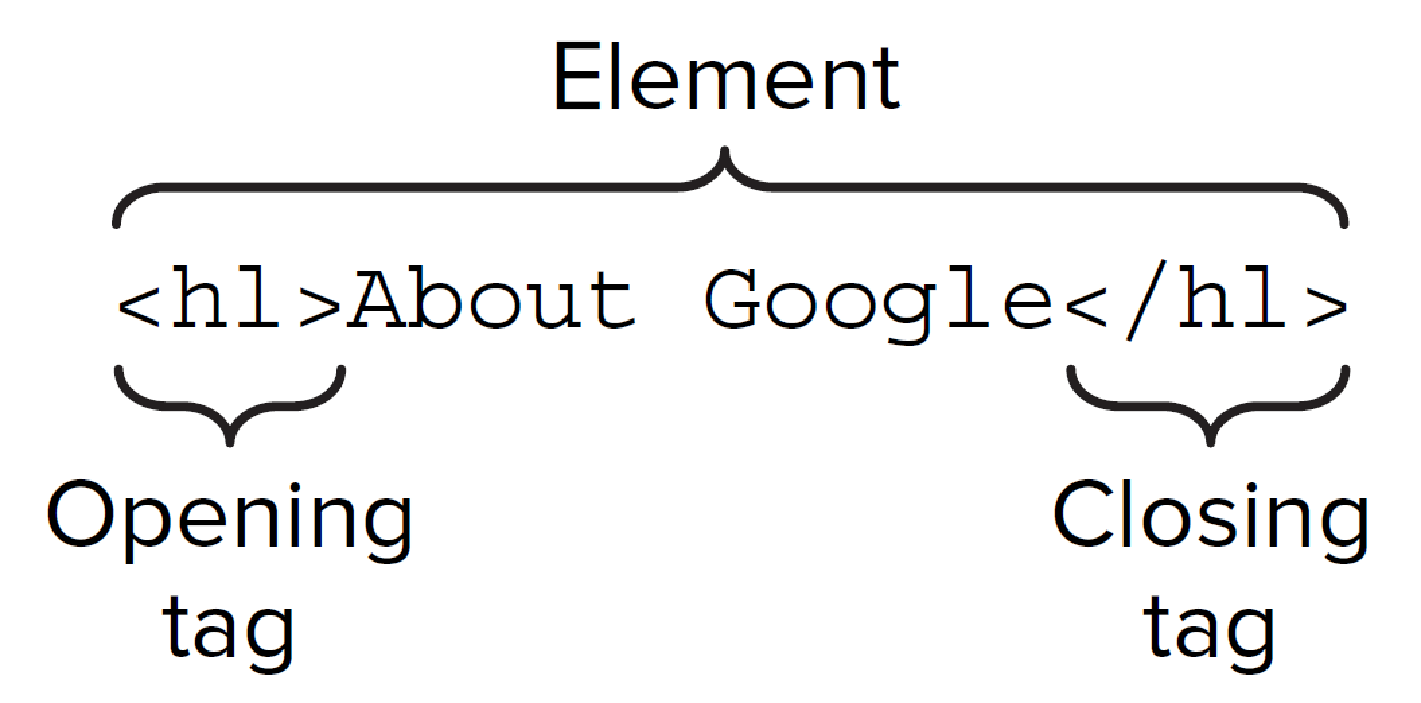 Element
<hl>About Google</hl>
Opening
tag
Closing
tag